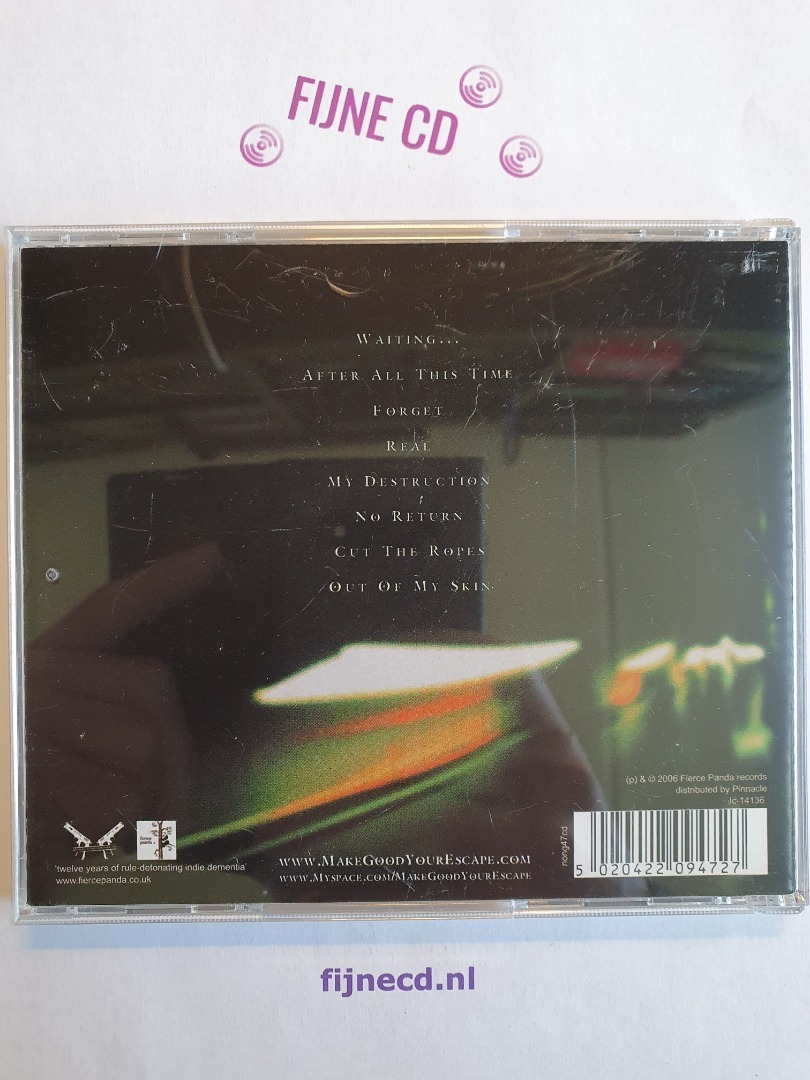 FIJNE CD
Waiting...
After All This Time
Forget
Real
My Destruction
No Return
Cut The Ropes
Out Of My Skin
(p) & © 2006 Fierce Panda records
distributed by Pinnacle
lc-14136
nong47cd
5 020422 094727
fierce panda
'twelve years of rule-detonating indie dementia'
www.fiercepanda.co.uk
www.MakeGoodYourEscape.com
www.Myspace.com/MakeGoodYourEscape
fijnecd.nl